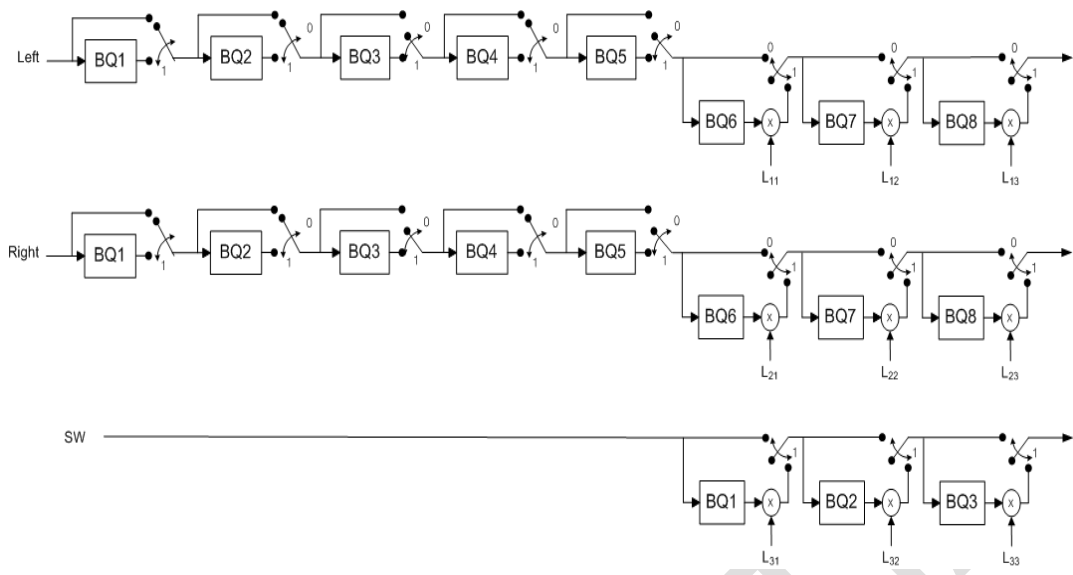 0 0 0 0
Left BQ1 1 BQ2 1 BQ3 1 BQ4 1 BQ5 1
0 0 0
1 1 1
BQ6 x BQ7 x BQ8 x
L11 L12 L13
0 0 0 0
Right BQ1 1 BQ2 1 BQ3 1 BQ4 1 BQ5 1
0 0 0
1 1 1
BQ6 x BQ7 x BQ8 x
L21 L22 L23
SW
1 1 1
BQ1 x BQ2 x BQ3 x
L31 L32 L33